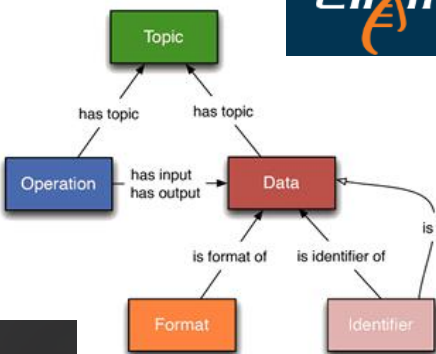 Topic
has topic
has topic
Operation
has input
has output
Data
is
is format of
is identifier of
Format
Identifier